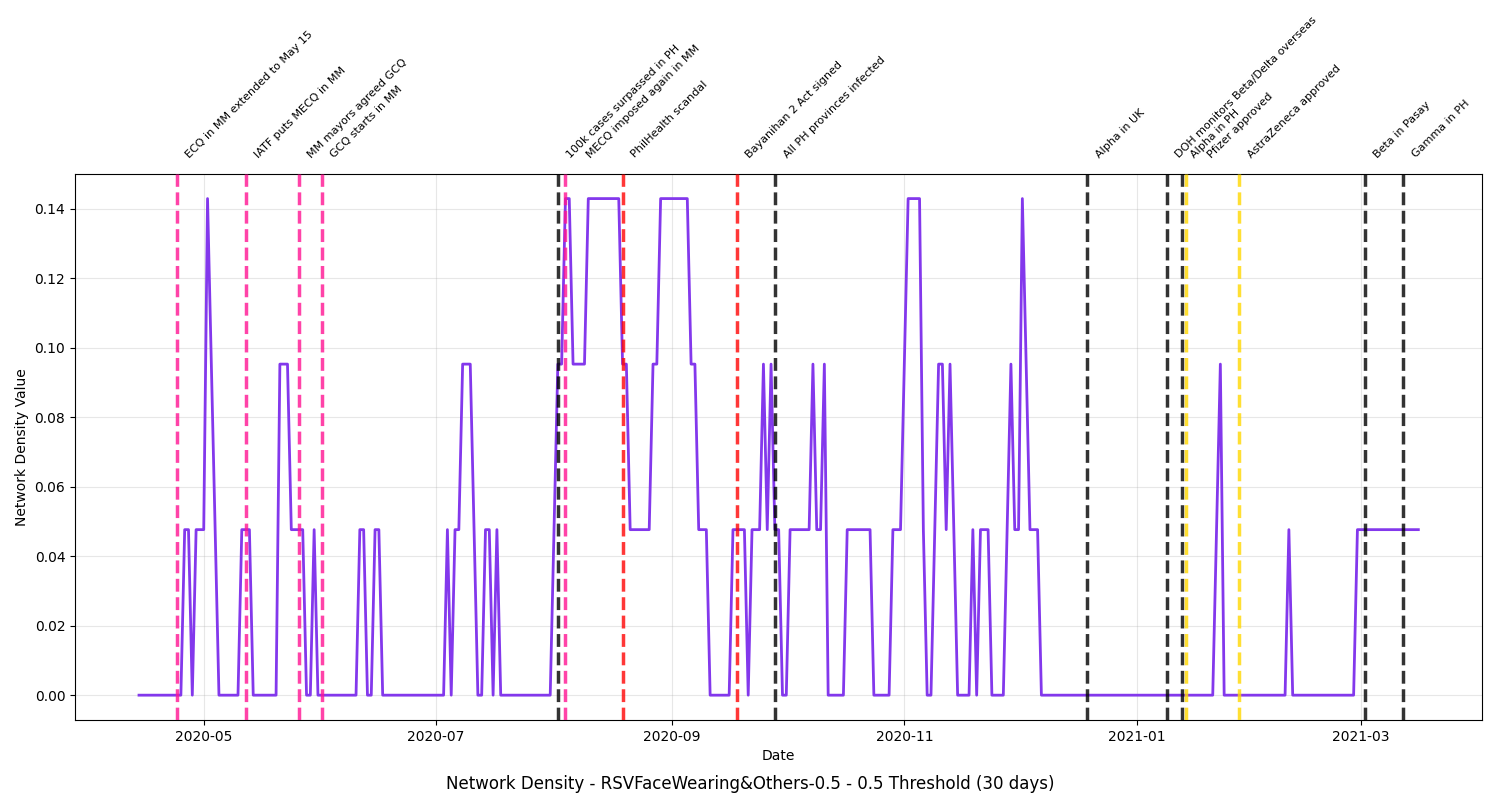 ECQ in MM extended to May 15
IATF puts MECQ in MM
MM mayors agreed GCQ
GCQ starts in MM
100k cases surpassed in PH
MECQ imposed again in MM
PhilHealth scandal
Bayanihan 2 Act signed
All PH provinces infected
Alpha in UK
DOH monitors Beta/Delta overseas
Alpha in PH
Pfizer approved
AstraZeneca approved
Beta in Pasay
Gamma in PH
Network Density Value
0.14
0.12
0.10
0.08
0.06
0.04
0.02
0.00
2020-05
2020-07
2020-09
2020-11
2021-01
2021-03
Date
Network Density - RSVFaceWearing&Others-0.5 - 0.5 Threshold (30 days)